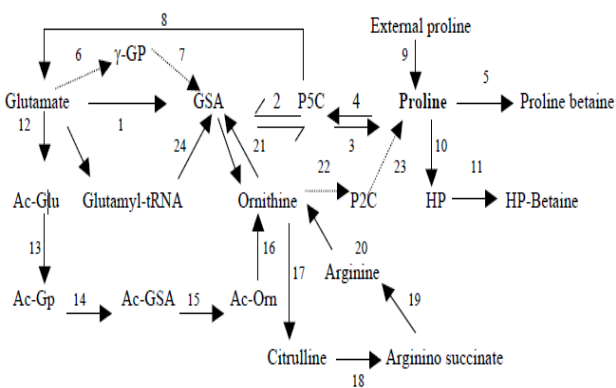 8
External proline
6 γ-GP 7 9
5
Glutamate GSA 2 P5C 4 Proline Proline betaine
12 1 24 21 3 10
22 23 11
Ac-Glu Glutamyl-tRNA Ornithine P2C HP HP-Betaine
13 16 17 20
Arginine
14 15 19
Ac-Gp Ac-GSA Ac-Orn
Citrulline Arginino succinate
18